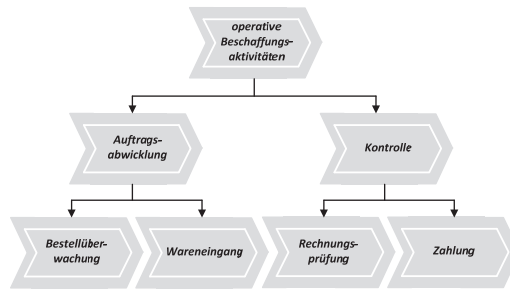 operative
Beschaffungs-
aktivitäten
Auftrags-
abwicklung
Kontrolle
Bestellüber-
wachung
Wareneingang
Rechnungs-
prüfung
Zahlung